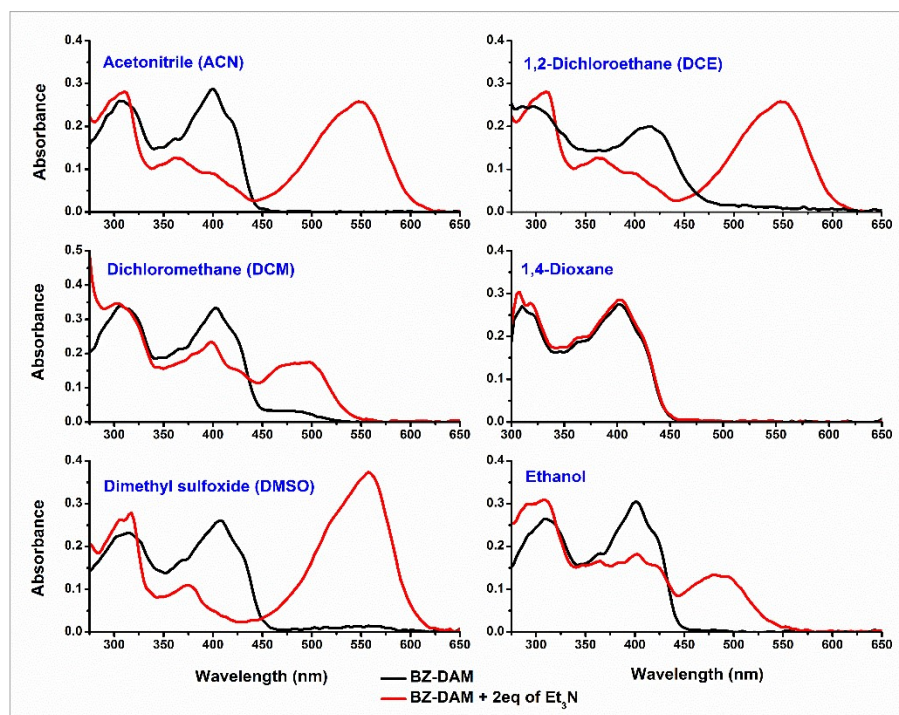 Acetonitrile (ACN)
1,2-Dichloroethane (DCE)
Absorbance
0.4
0.3
0.2
0.1
0.0
300 350 400 450 500 550 600 650
0.4
0.3
0.2
0.1
0.0
300 350 400 450 500 550 600 650
Dichloromethane (DCM)
1,4-Dioxane
Absorbance
0.5
0.4
0.3
0.2
0.1
0.0
300 350 400 450 500 550 600 650
0.4
0.3
0.2
0.1
0.0
300 350 400 450 500 550 600 650
Dimethyl sulfoxide (DMSO)
Ethanol
Absorbance
0.4
0.3
0.2
0.1
0.0
300 350 400 450 500 550 600 650
0.4
0.3
0.2
0.1
0.0
300 350 400 450 500 550 600 650
Wavelength (nm)
Wavelength (nm)
BZ-DAM
BZ-DAM + 2eq of Et₃N